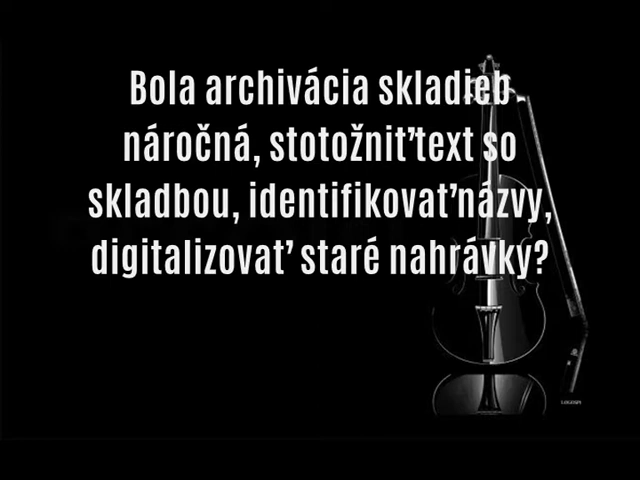 Bola archivácia skladieb
náročná, stotožniť text so
skladbou, identifikovať názvy,
digitalizovať staré nahrávky?